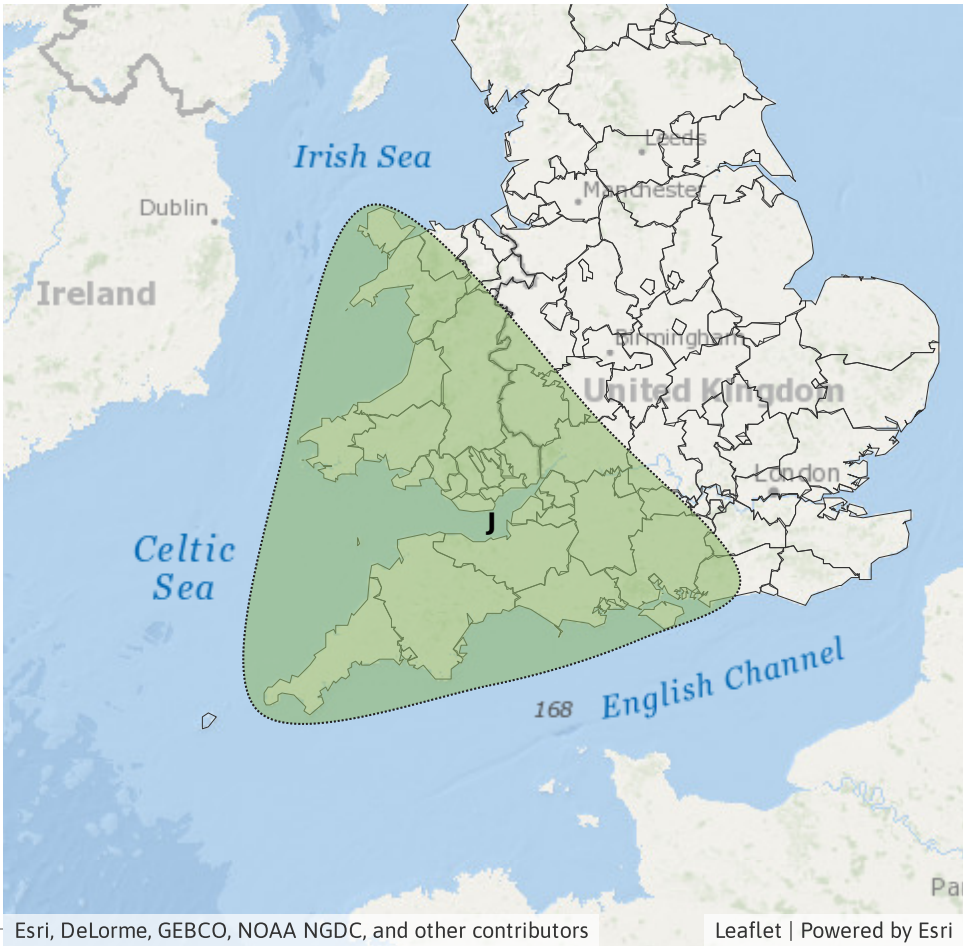 Irish Sea
Leeds
Manchester
Dublin
Ireland
Birmingham
United Kingdom
London
J
Celtic
Sea
English Channel
168
Pa
Esri, DeLorme, GEBCO, NOAA NGDC, and other contributors
Leaflet | Powered by Esri